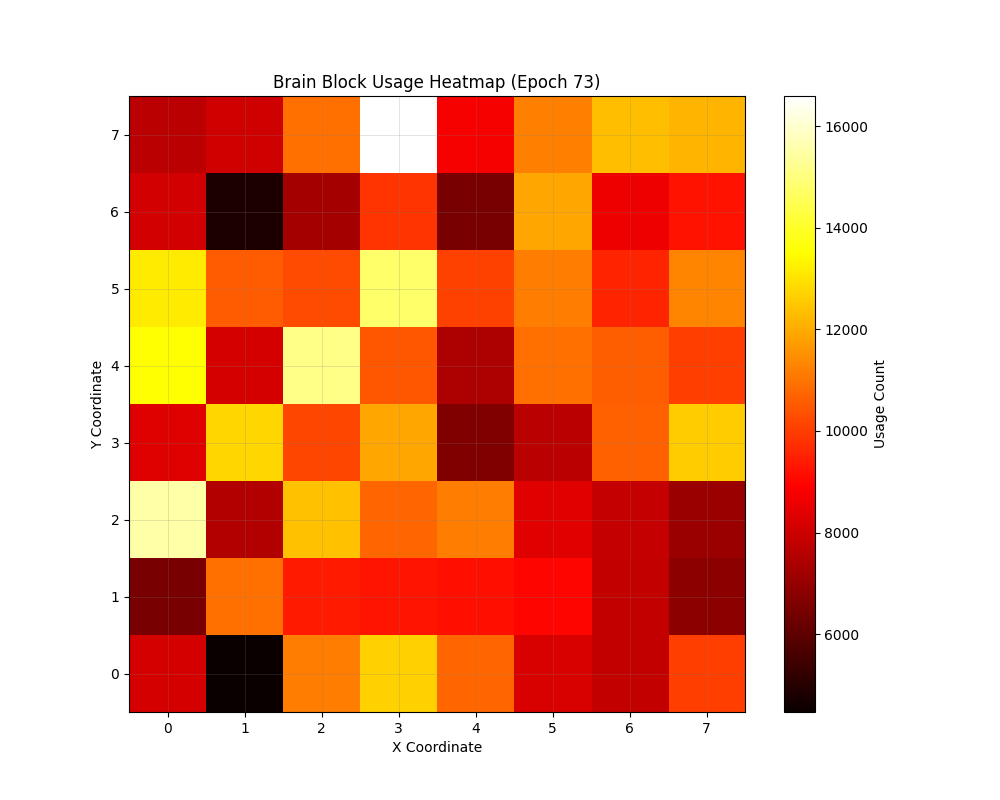 Brain Block Usage Heatmap (Epoch 73)
7
6
5
4
3
2
1
0
Y Coordinate
0 1 2 3 4 5 6 7
X Coordinate
16000
14000
12000
10000
8000
6000
Usage Count